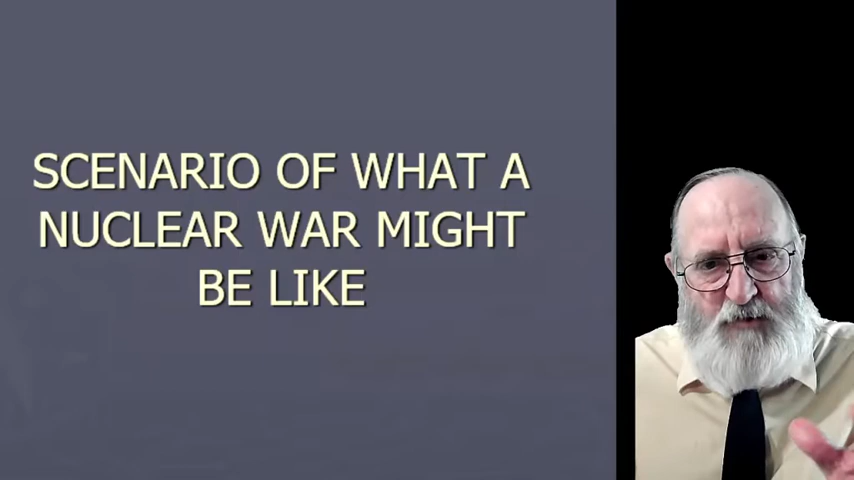 SCENARIO OF WHAT A
NUCLEAR WAR MIGHT
BE LIKE